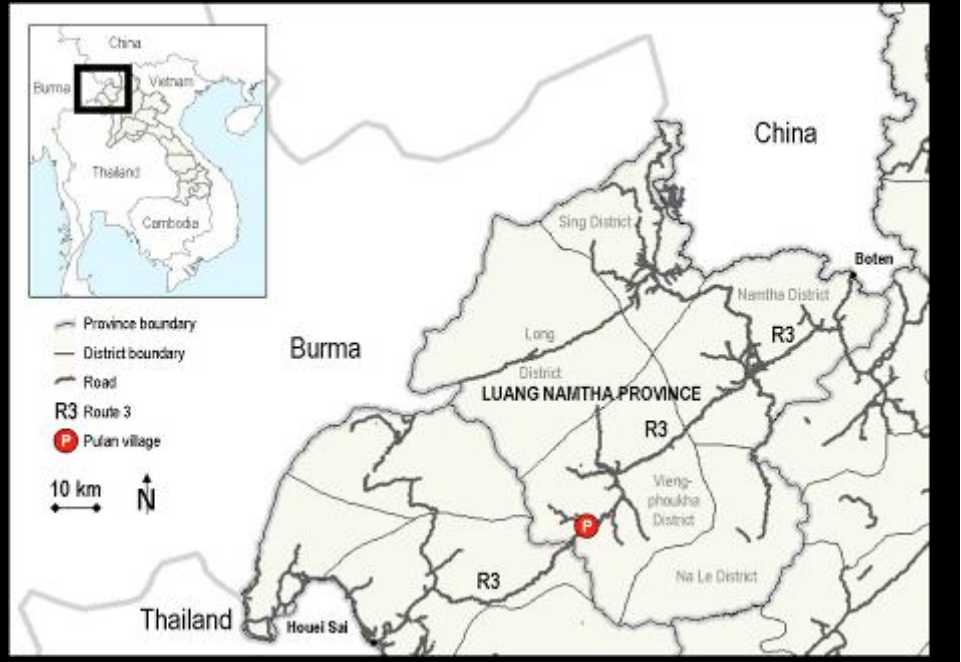 China
Burma
Vietnam
Thailand
Cambodia
Province boundary
District boundary
Road
R3 Route 3
P Pulan village
10 km
N
China
Sing District
Boten
Namtha District
R3
Long
District
Burma
LUANG NAMTHA PROVINCE
R3
Vieng-
phoukha
District
P
Na Le District
R3
Thailand
Houei Sai